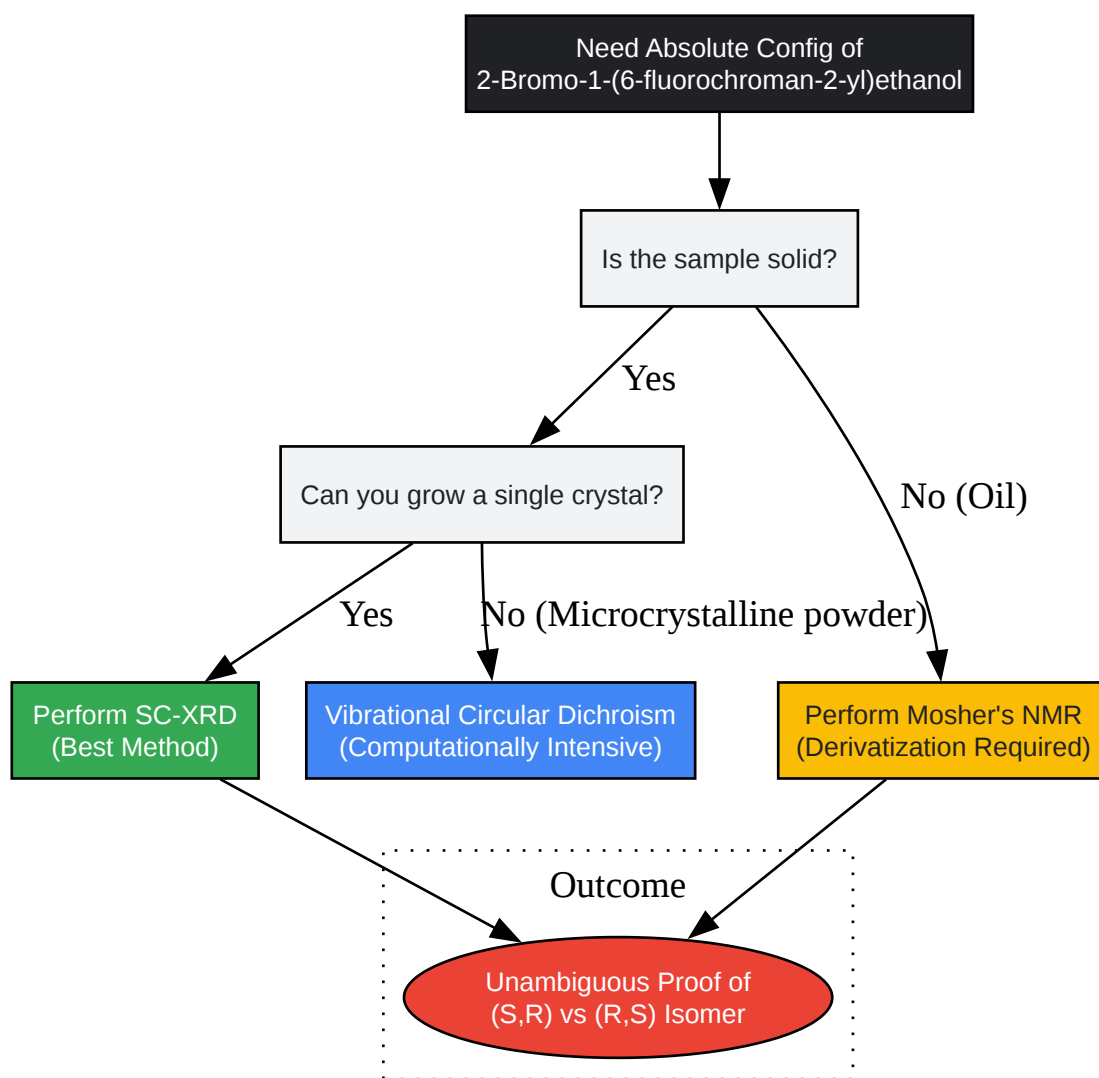 Need Absolute Config of
2-Bromo-1-(6-fluorochroman-2-yl)ethanol
Is the sample solid?
Yes
No (Oil)
Can you grow a single crystal?
Yes
No (Microcrystalline powder)
Perform SC-XRD
(Best Method)
Vibrational Circular Dichroism
(Computationally Intensive)
Perform Mosher's NMR
(Derivatization Required)
Outcome
Unambiguous Proof of
(S,R) vs (R,S) Isomer